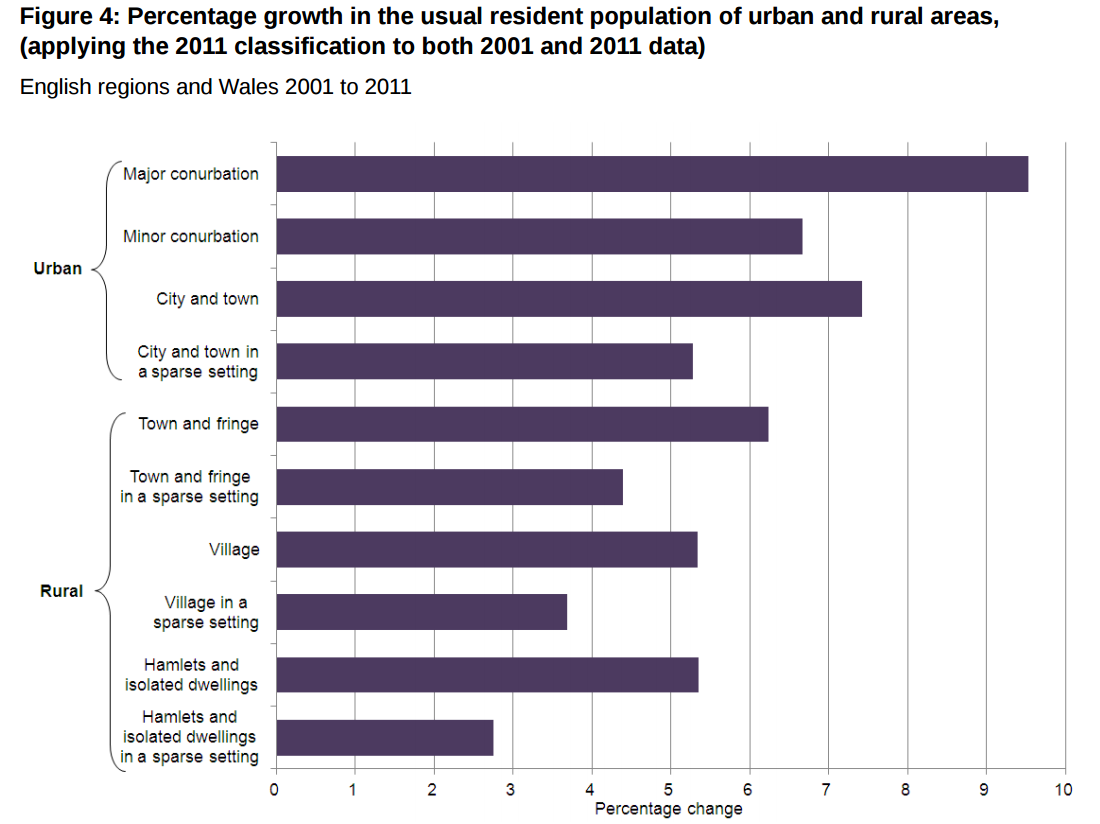 Figure 4: Percentage growth in the usual resident population of urban and rural areas,
(applying the 2011 classification to both 2001 and 2011 data)
English regions and Wales 2001 to 2011
Urban
Major conurbation
Minor conurbation
City and town
City and town in
a sparse setting
Rural
Town and fringe
Town and fringe
in a sparse setting
Village
Village in a
sparse setting
Hamlets and
isolated dwellings
Hamlets and
isolated dwellings
in a sparse setting
0 1 2 3 4 5 6 7 8 9 10
Percentage change